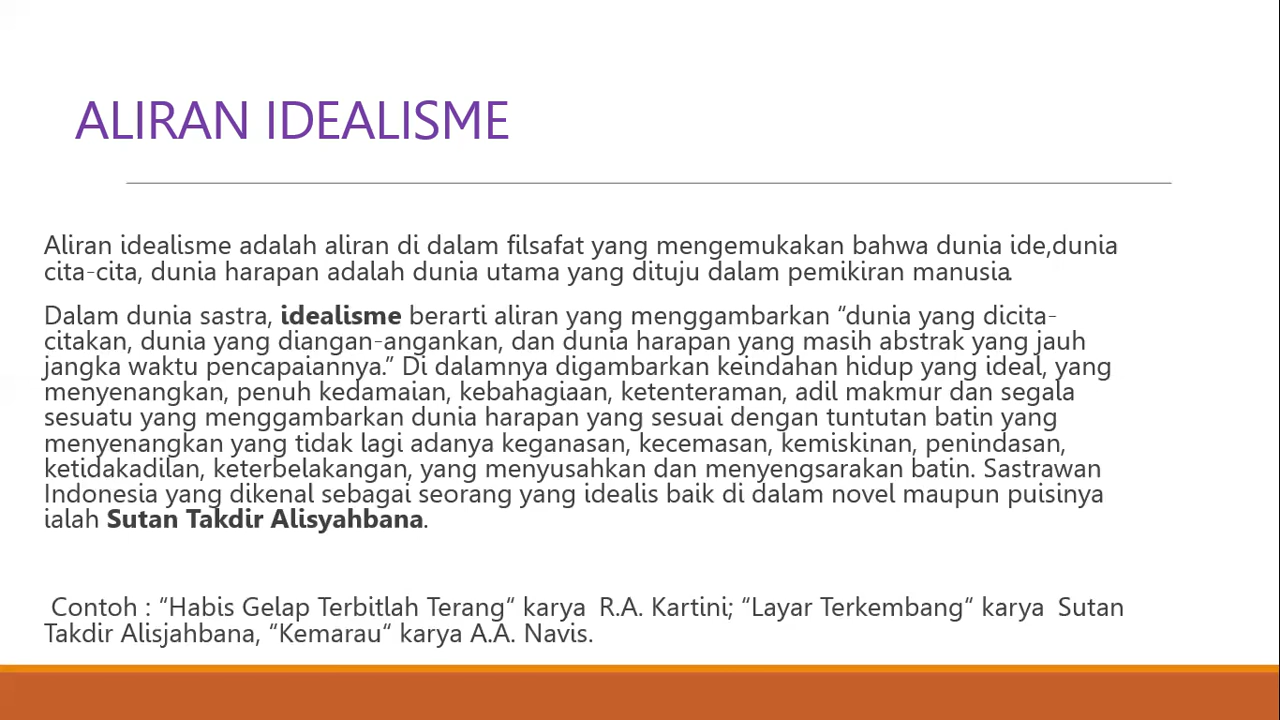 ALIRAN IDEALISME
Aliran idealisme adalah aliran di dalam filsafat yang mengemukakan bahwa dunia ide,dunia
cita-cita, dunia harapan adalah dunia utama yang dituju dalam pemikiran manusia.
Dalam dunia sastra, idealisme berarti aliran yang menggambarkan “dunia yang dicita-
citakan, dunia yang diangan-angankan, dan dunia harapan yang masih abstrak yang jauh
jangka waktu pencapaiannya.” Di dalamnya digambarkan keindahan hidup yang ideal, yang
menyenangkan, penuh kedamaian, kebahagiaan, ketenteraman, adil makmur dan segala
sesuatu yang menggambarkan dunia harapan yang sesuai dengan tuntutan batin yang
menyenangkan yang tidak lagi adanya keganasan, kecemasan, kemiskinan, penindasan,
ketidakadilan, keterbelakangan, yang menyusahkan dan menyengsarakan batin. Sastrawan
Indonesia yang dikenal sebagai seorang yang idealis baik di dalam novel maupun puisinya
ialah Sutan Takdir Alisyahbana.
Contoh : “Habis Gelap Terbitlah Terang“ karya  R.A. Kartini; “Layar Terkembang“ karya  Sutan
Takdir Alisjahbana, “Kemarau“ karya A.A. Navis.